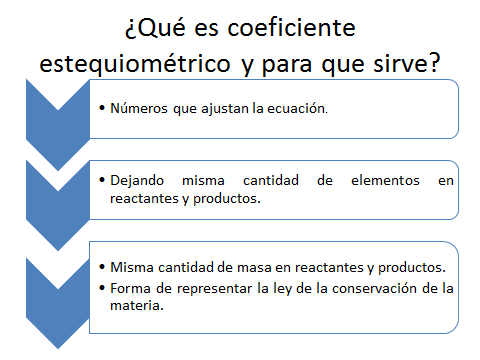 ¿Qué es coeficiente
estequiométrico y para que sirve?
• Números que ajustan la ecuación.
• Dejando misma cantidad de elementos en
reactantes y productos.
• Misma cantidad de masa en reactantes y productos.
• Forma de representar la ley de la conservación de la
materia.